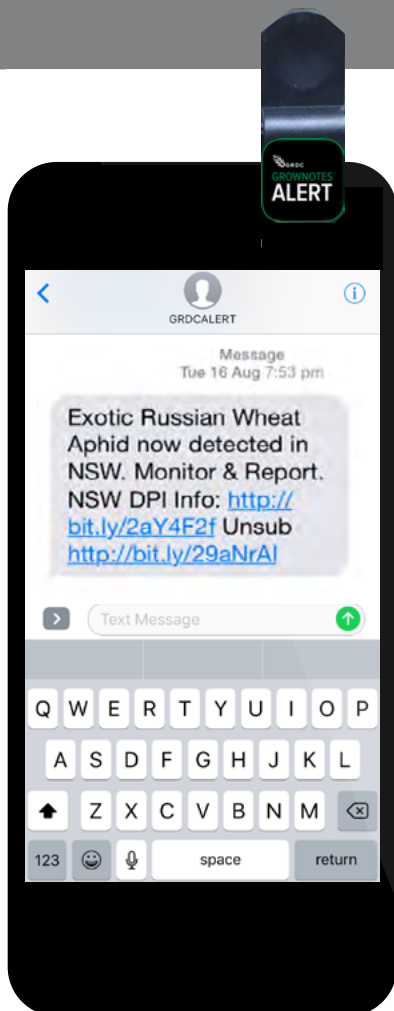 GRDC
GROWNOTES
ALERT
GRDCALERT
Message
Tue 16 Aug 7:53 pm
Exotic Russian Wheat
Aphid now detected in
NSW. Monitor & Report.
NSW DPI Info: http://
bit.ly/2aY4F2f Unsub
http://bit.ly/29aNrAl
Text Message
Q W E R T Y U I O P
A S D F G H J K L
Z X C V B N M
123 space return